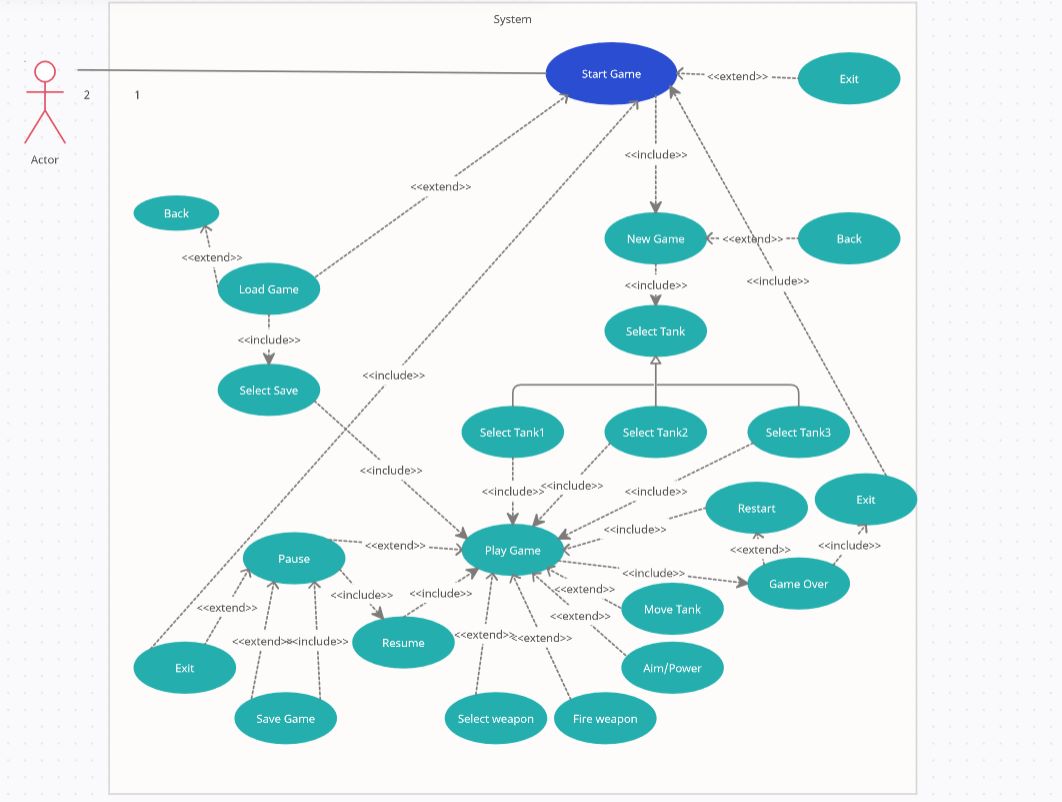 System
Start Game
<<extend>>
Exit
2
1
Actor
<<include>>
<<extend>>
Back
New Game
<<extend>>
Back
<<extend>>
Load Game
<<include>>
<<include>>
Select Tank
<<include>>
Select Save
<<include>>
Select Tank1
Select Tank2
Select Tank3
<<include>>
<<include>>
<<include>>
<<include>>
Exit
Restart
<<include>>
Play Game
<<extend>>
<<include>>
<<extend>>
Pause
<<include>>
Game Over
<<extend>>
<<include>>
<<include>>
<<extend>>
Move Tank
<<extend>>
<<extend>>
<<include>>
Resume
<<extend>>
<<extend>>
Exit
Aim/Power
Save Game
Select weapon
Fire weapon